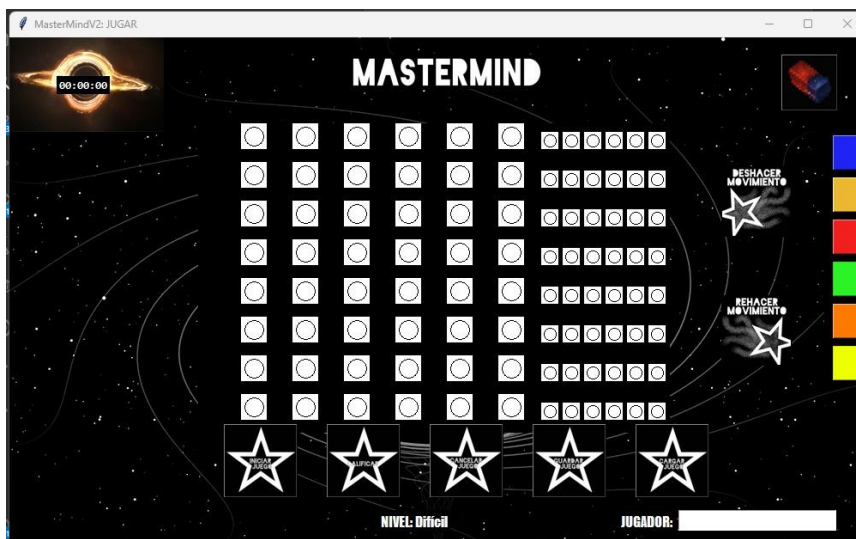 MasterMindV2: JUGAR
00:00:00
MASTERMIND
DESHACER
MOVIMIENTO
REHACER
MOVIMIENTO
INICIAR
JUEGO
CALIFICAR
CANCELAR
JUEGO
GUARDAR
JUEGO
CARGAR
JUEGO
NIVEL: Difícil
JUGADOR: